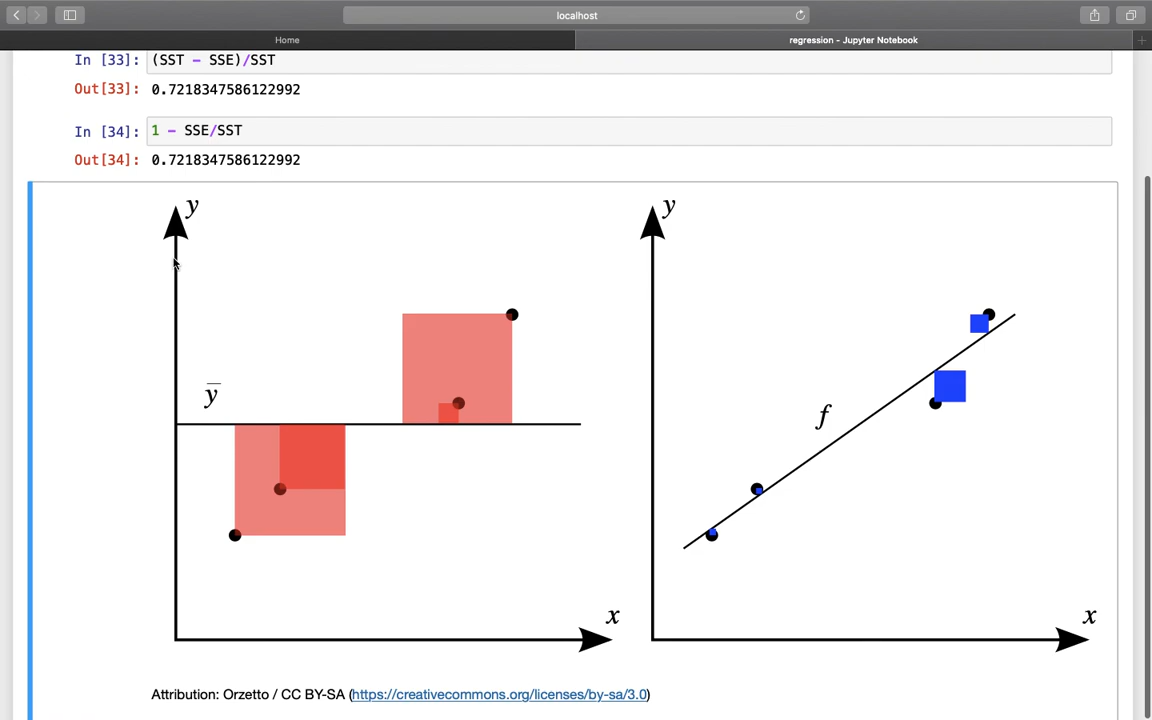 localhost
Home
regression - Jupyter Notebook
In [33]: (SST - SSE)/SST
Out[33]: 0.7218347586122992
In [34]: 1 - SSE/SST
Out[34]: 0.7218347586122992
y
y
y̅
f
x
x
Attribution: Orzetto / CC BY-SA (https://creativecommons.org/licenses/by-sa/3.0)